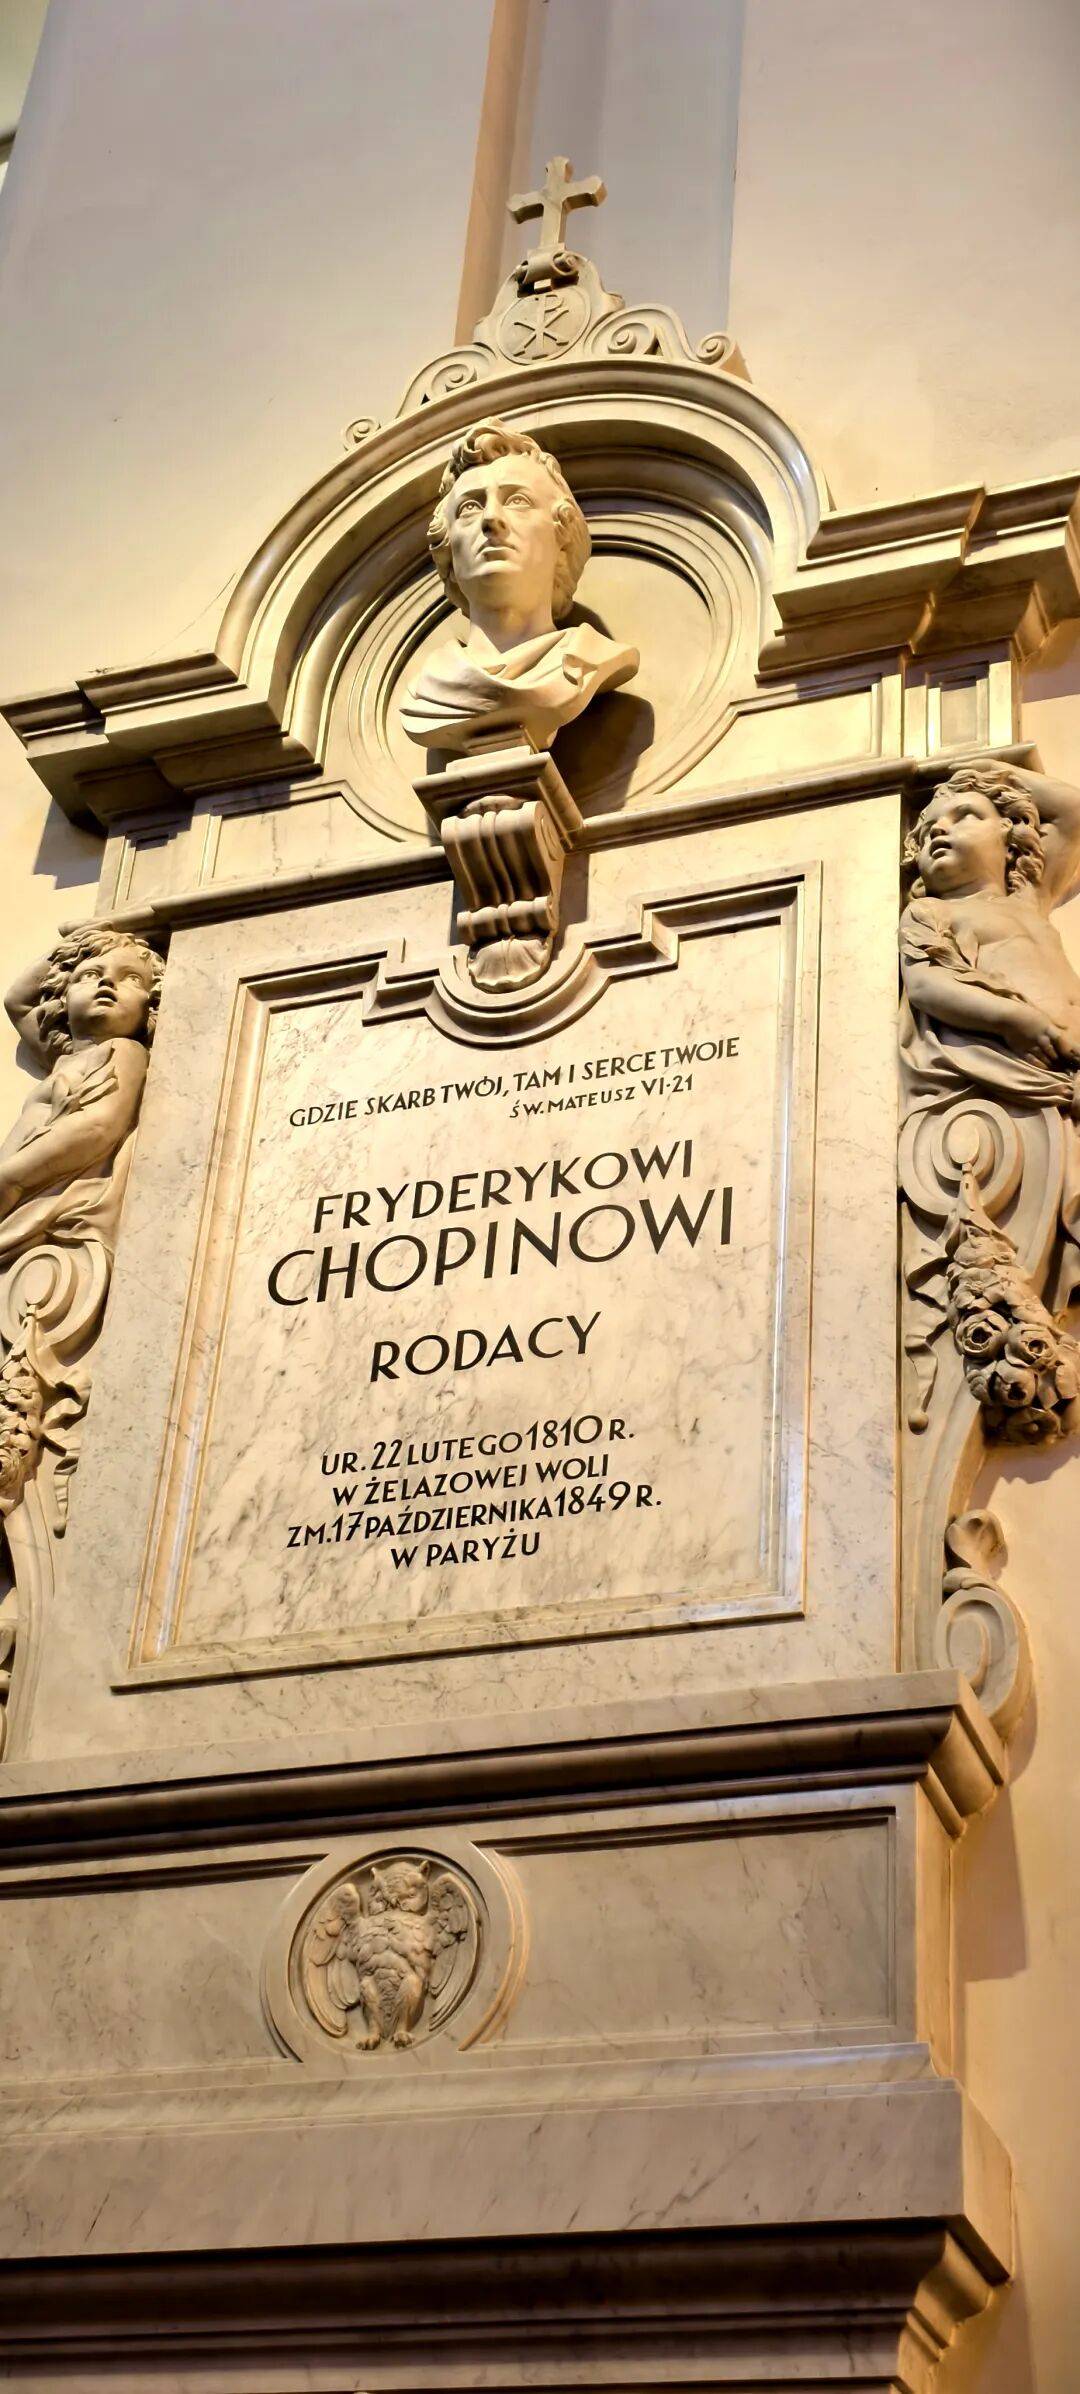 GDZIE SKARB TWÓJ, TAM I SERCE TWOJE
ŚW. MATEUSZ VI·21
FRYDERYKOWI
CHOPINOWI
RODACY
UR. 22 LUTEGO 1810 R.
W ŻELAZOWEJ WOLI
ZM. 17 PAŹDZIERNIKA 1849 R.
W PARYŻU